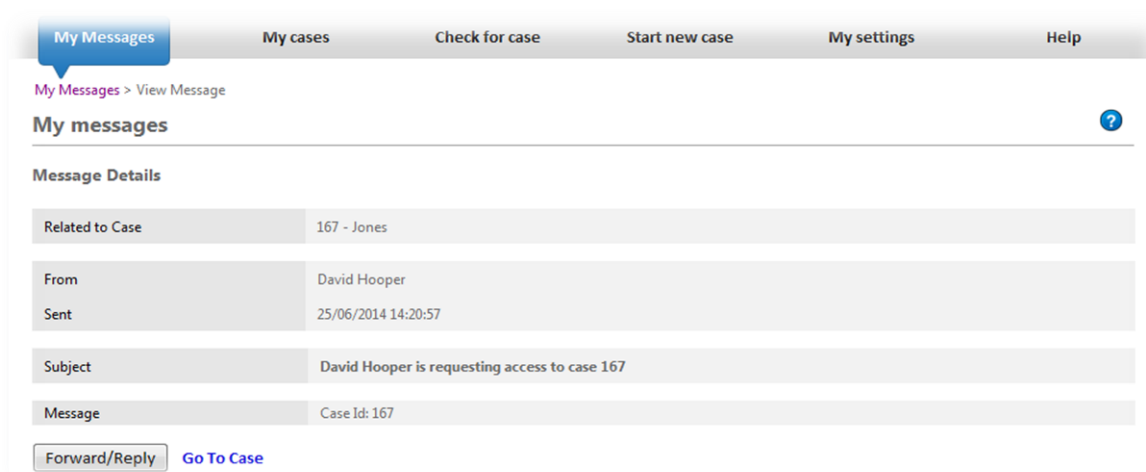 My Messages My cases Check for case Start new case My settings Help
My Messages > View Message
My messages
?
Message Details
Related to Case 167 - Jones
From David Hooper
Sent 25/06/2014 14:20:57
Subject David Hooper is requesting access to case 167
Message Case Id: 167
Forward/Reply Go To Case